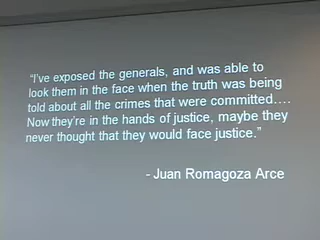 “I've exposed the generals, and was able to
look them in the face when the truth was being
told about all the crimes that were committed….
Now they're in the hands of justice, maybe they
never thought that they would face justice.”
- Juan Romagoza Arce